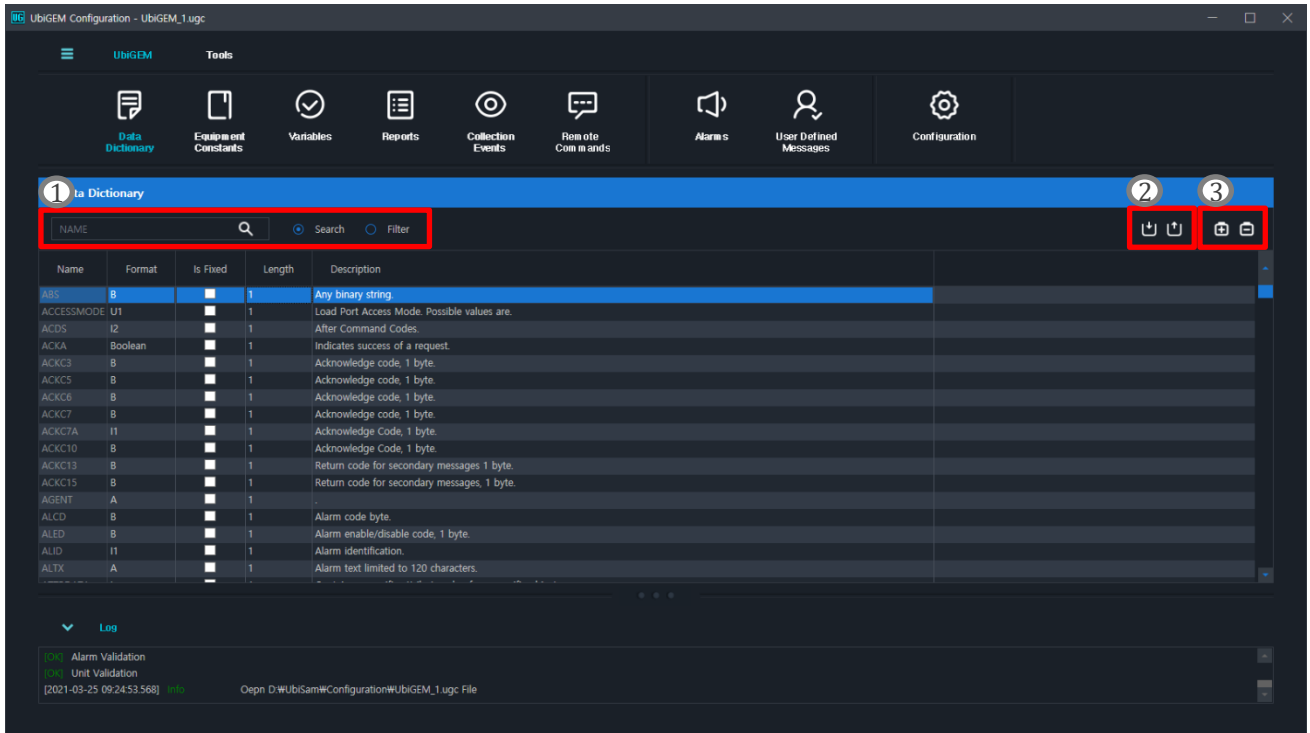 UG UbiGEM Configuration - UbiGEM_1.ugc
UbiGEM Tools
Data Dictionary
Equipment Constants
Variables
Reports
Collection Events
Remote Commands
Alarms
User Defined Messages
Configuration
1 ta Dictionary 2 3
NAME Search Filter
Name Format Is Fixed Length Description
ABS B 1 Any binary string.
ACCESSMODE U1 1 Load Port Access Mode. Possible values are.
ACDS I2 1 After Command Codes.
ACKA Boolean 1 Indicates success of a request.
ACKC3 B 1 Acknowledge code, 1 byte.
ACKC5 B 1 Acknowledge code, 1 byte.
ACKC6 B 1 Acknowledge code, 1 byte.
ACKC7 B 1 Acknowledge code, 1 byte.
ACKC7A I1 1 Acknowledge Code, 1 byte.
ACKC10 B 1 Acknowledge Code, 1 byte.
ACKC13 B 1 Return code for secondary messages 1 byte.
ACKC15 B 1 Return code for secondary messages, 1 byte.
AGENT A 1 .
ALCD B 1 Alarm code byte.
ALED B 1 Alarm enable/disable code, 1 byte.
ALID I1 1 Alarm identification.
ALTX A 1 Alarm text limited to 120 characters.
Log
[OK] Alarm Validation
[OK] Unit Validation
[2021-03-25 09:24:53.568] Info Oepn D:₩UbiSam₩Configuration₩UbiGEM_1.ugc File